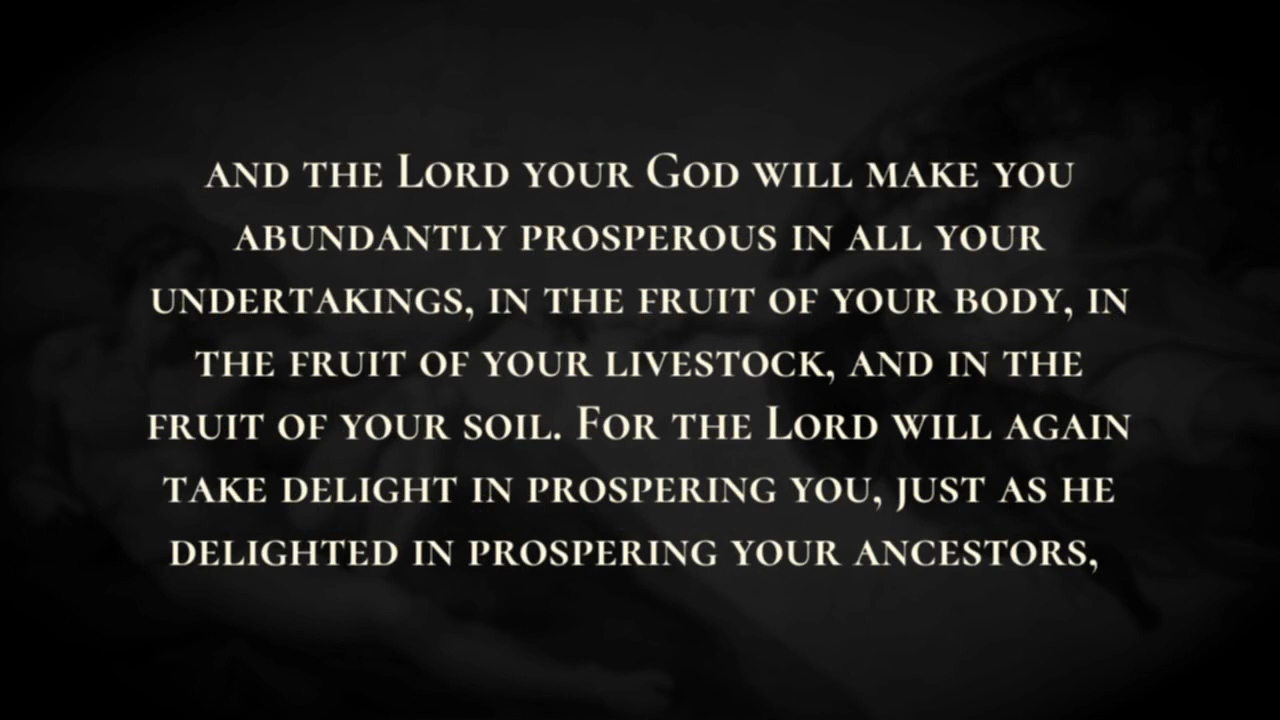 and the Lord your God will make you
abundantly prosperous in all your
undertakings, in the fruit of your body, in
the fruit of your livestock, and in the
fruit of your soil. For the Lord will again
take delight in prospering you, just as he
delighted in prospering your ancestors,